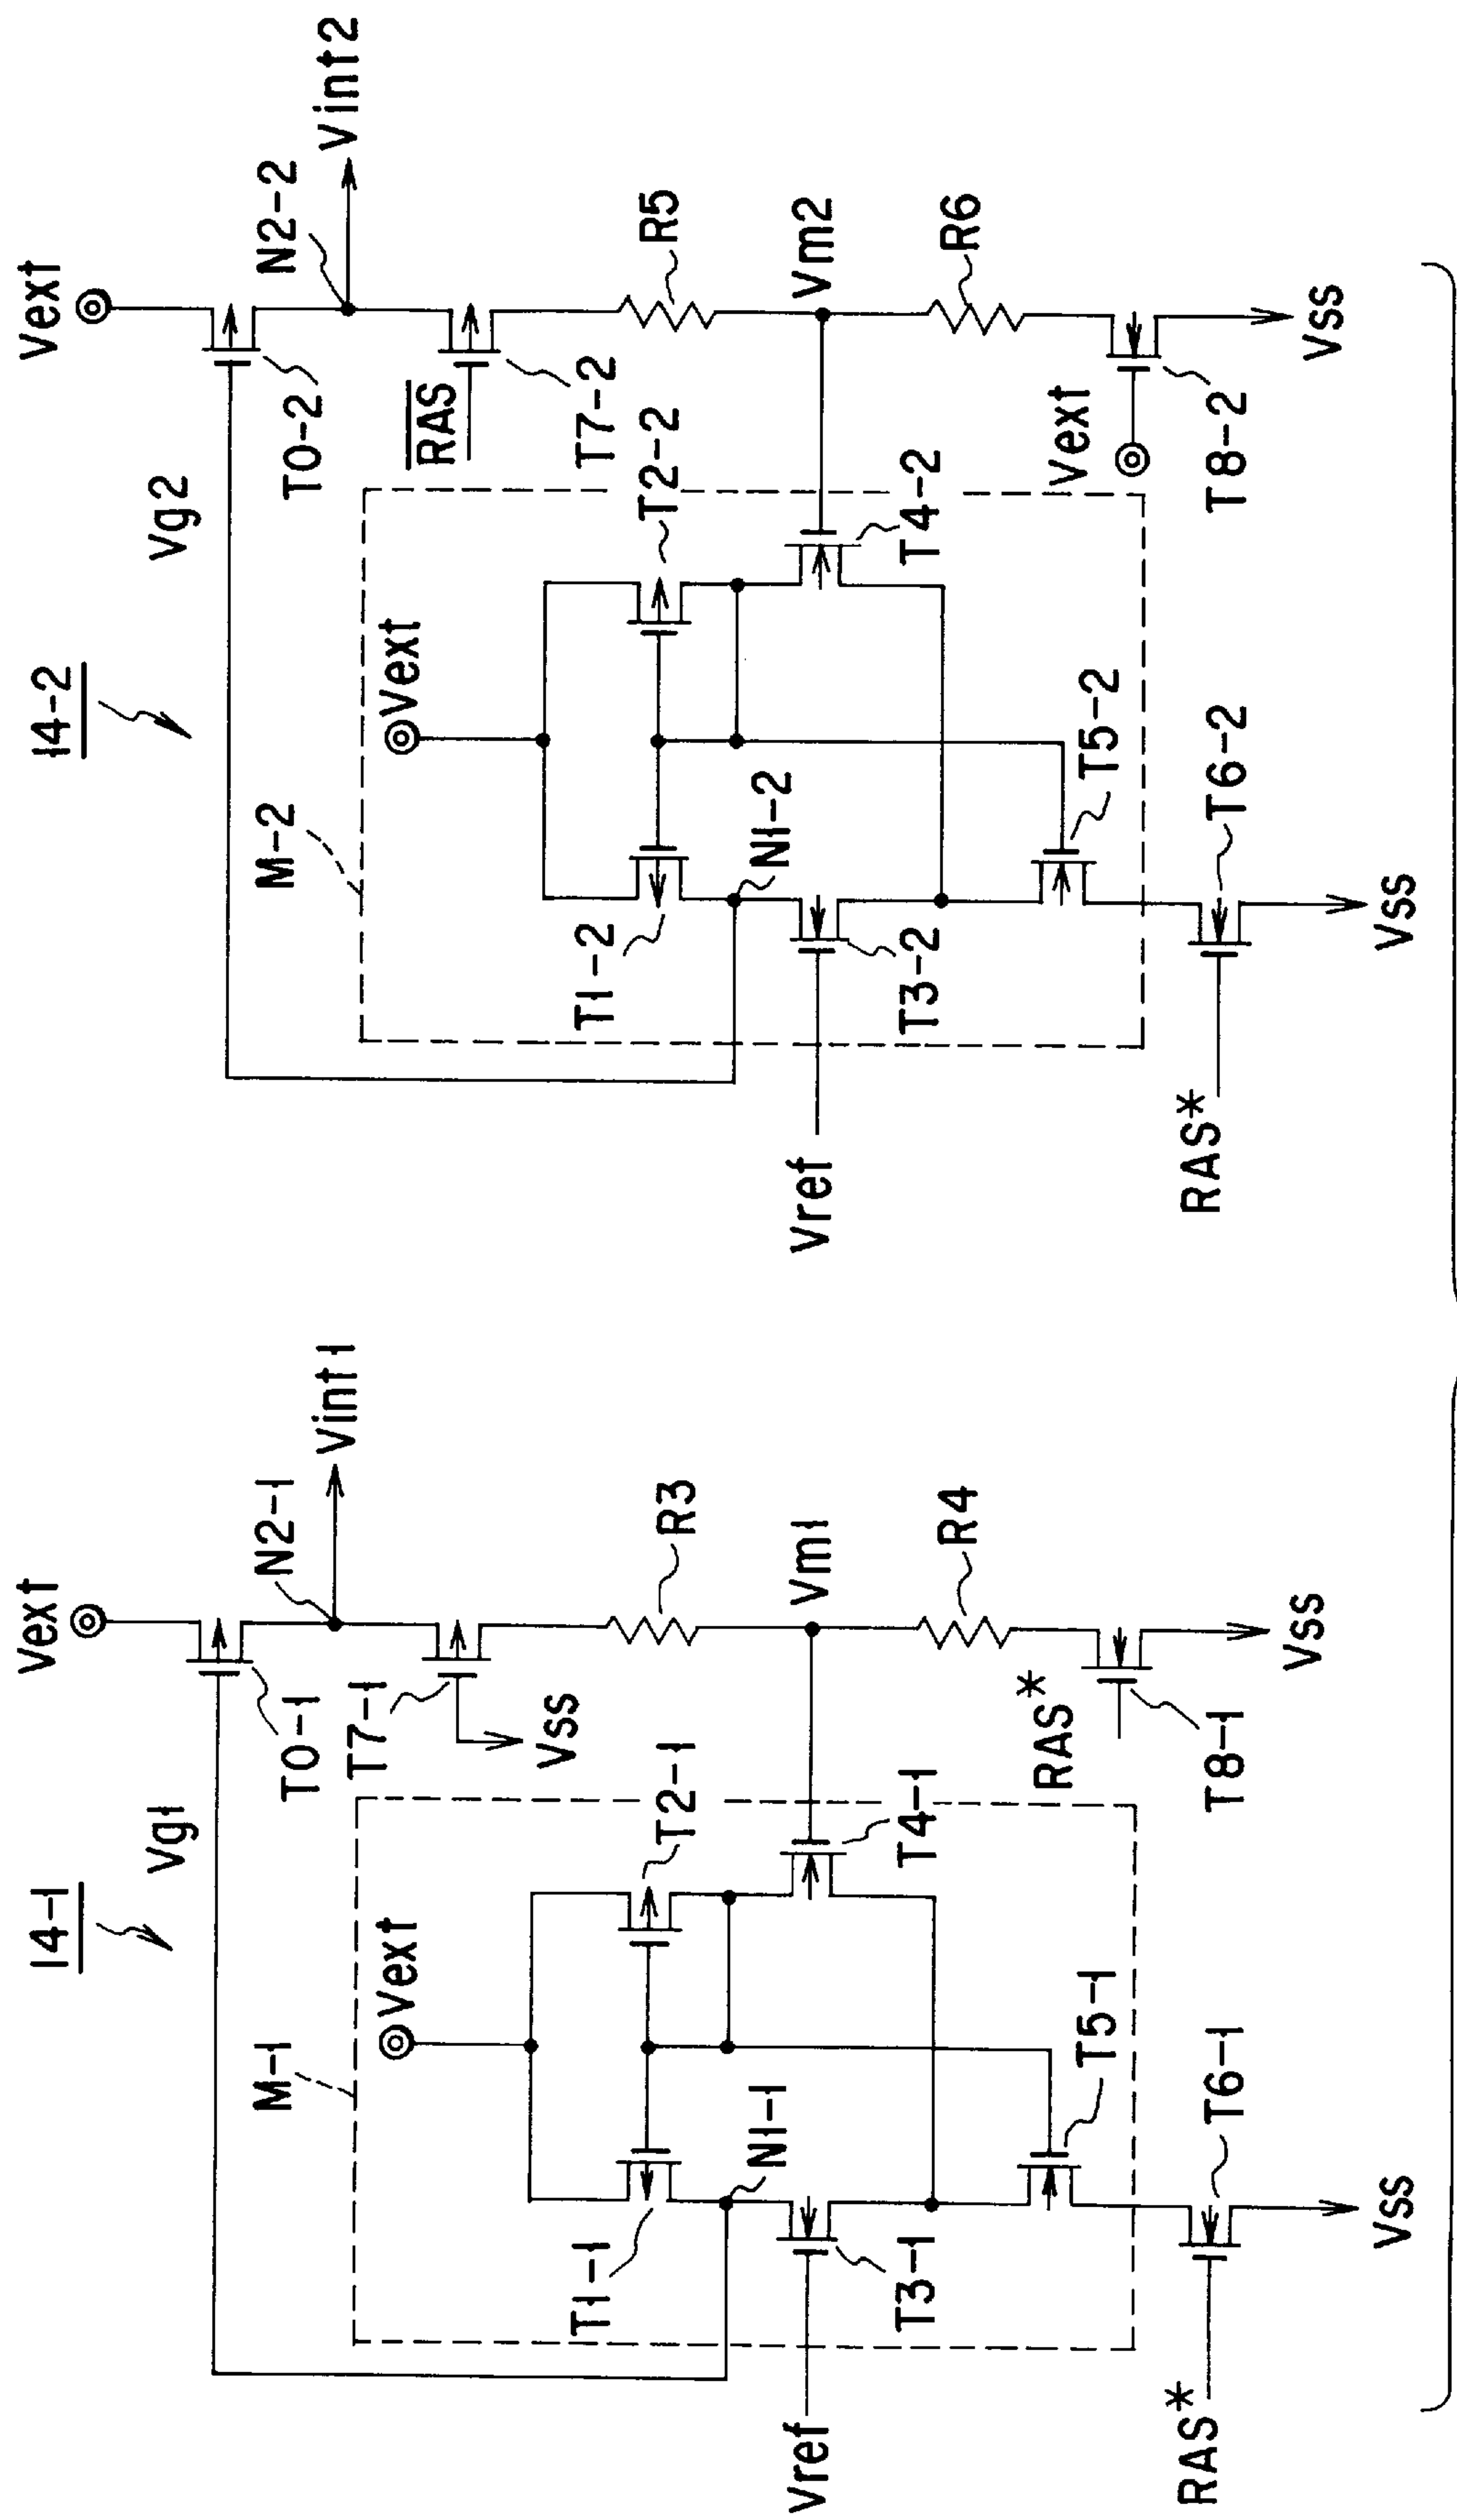 14-1
Vg1
Vext
M-1
T0-1
N2-1
Vint1
Vext
T7-1
Vss
T1-1
T2-1
R3
N1-1
Vref
T3-1
T4-1
Vm1
T5-1
RAS*
R4
RAS*
T6-1
T8-1
Vss
Vss
14-2
Vg2
Vext
M-2
T0-2
N2-2
Vint2
Vext
R̅A̅S̅
T7-2
T1-2
T2-2
R5
N1-2
Vref
T3-2
T4-2
Vm2
T5-2
Vext
R6
RAS*
T6-2
T8-2
Vss
Vss